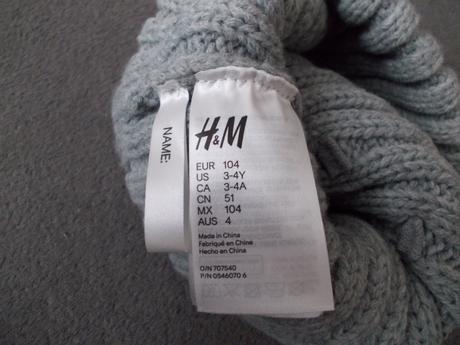 NAME:
H&M
EUR 104
US 3-4Y
CA 3-4A
CN 51
MX 104
AUS 4
Made in China
Fabriqué en Chine
Hecho en China
O/N 707540
P/N 0546070 6